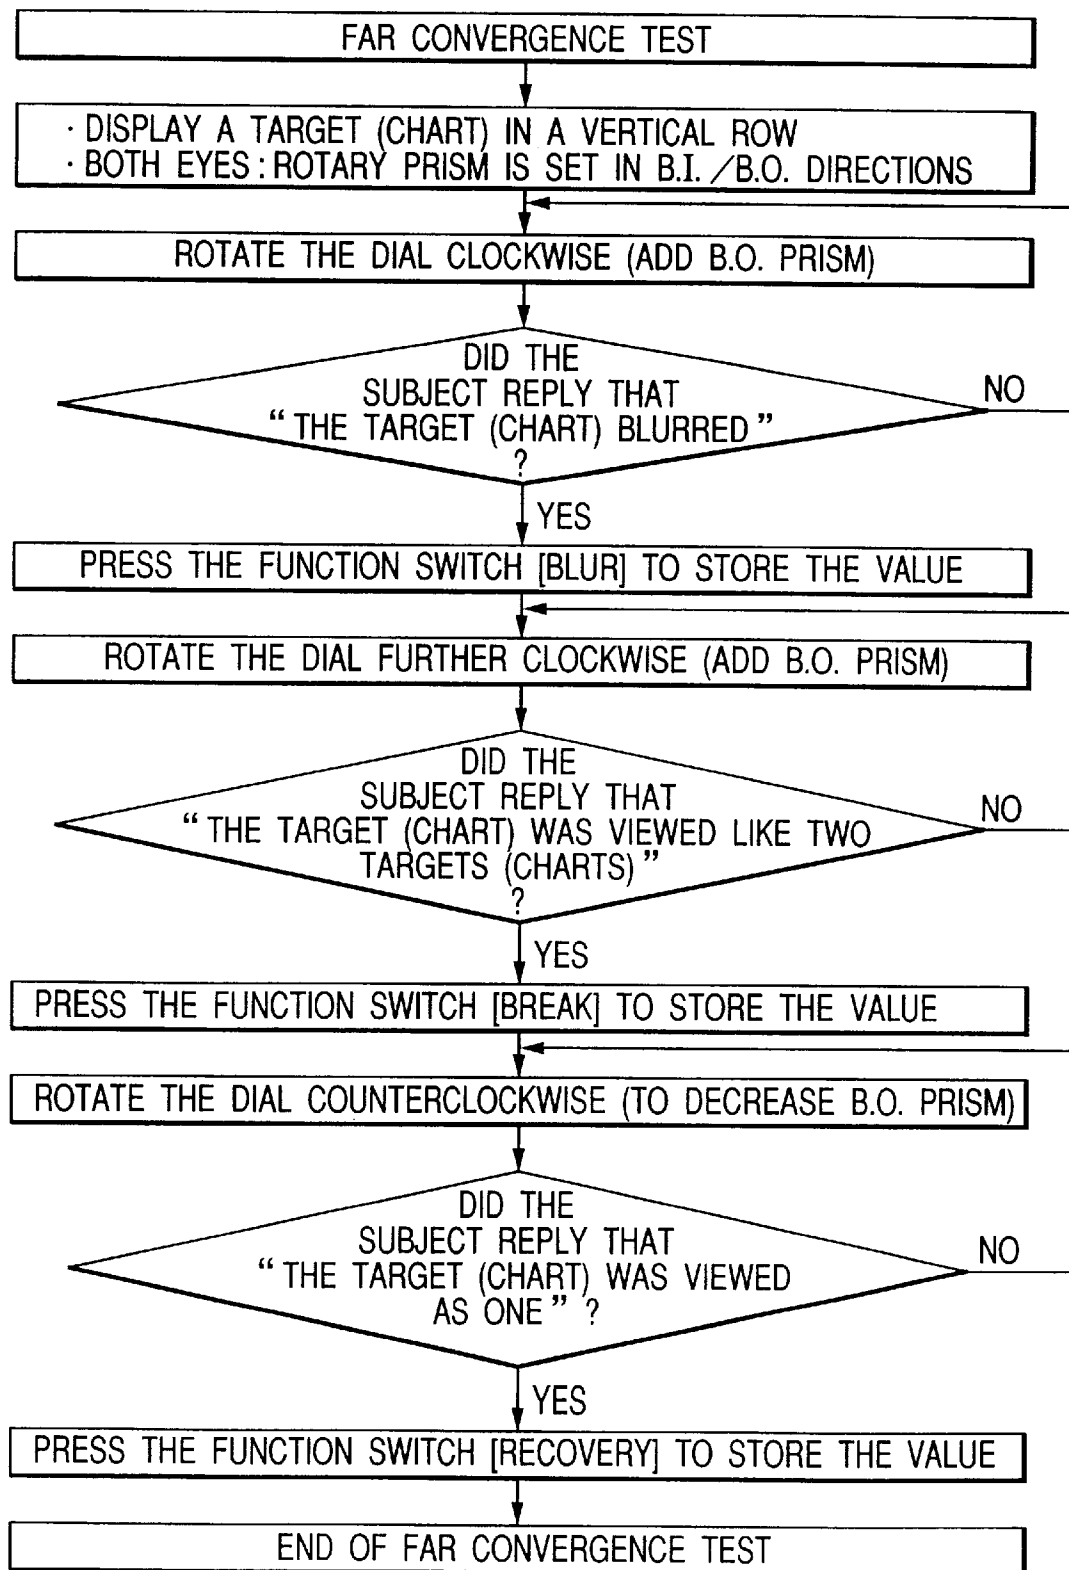 FAR CONVERGENCE TEST
· DISPLAY A TARGET (CHART) IN A VERTICAL ROW
· BOTH EYES : ROTARY PRISM IS SET IN B.I. / B.O. DIRECTIONS
ROTATE THE DIAL CLOCKWISE (ADD B.O. PRISM)
DID THE
SUBJECT REPLY THAT
“ THE TARGET (CHART) BLURRED ”
?
NO
YES
PRESS THE FUNCTION SWITCH [BLUR] TO STORE THE VALUE
ROTATE THE DIAL FURTHER CLOCKWISE (ADD B.O. PRISM)
DID THE
SUBJECT REPLY THAT
“ THE TARGET (CHART) WAS VIEWED LIKE TWO
TARGETS (CHARTS) ”
?
NO
YES
PRESS THE FUNCTION SWITCH [BREAK] TO STORE THE VALUE
ROTATE THE DIAL COUNTERCLOCKWISE (TO DECREASE B.O. PRISM)
DID THE
SUBJECT REPLY THAT
“ THE TARGET (CHART) WAS VIEWED
AS ONE ” ?
NO
YES
PRESS THE FUNCTION SWITCH [RECOVERY] TO STORE THE VALUE
END OF FAR CONVERGENCE TEST